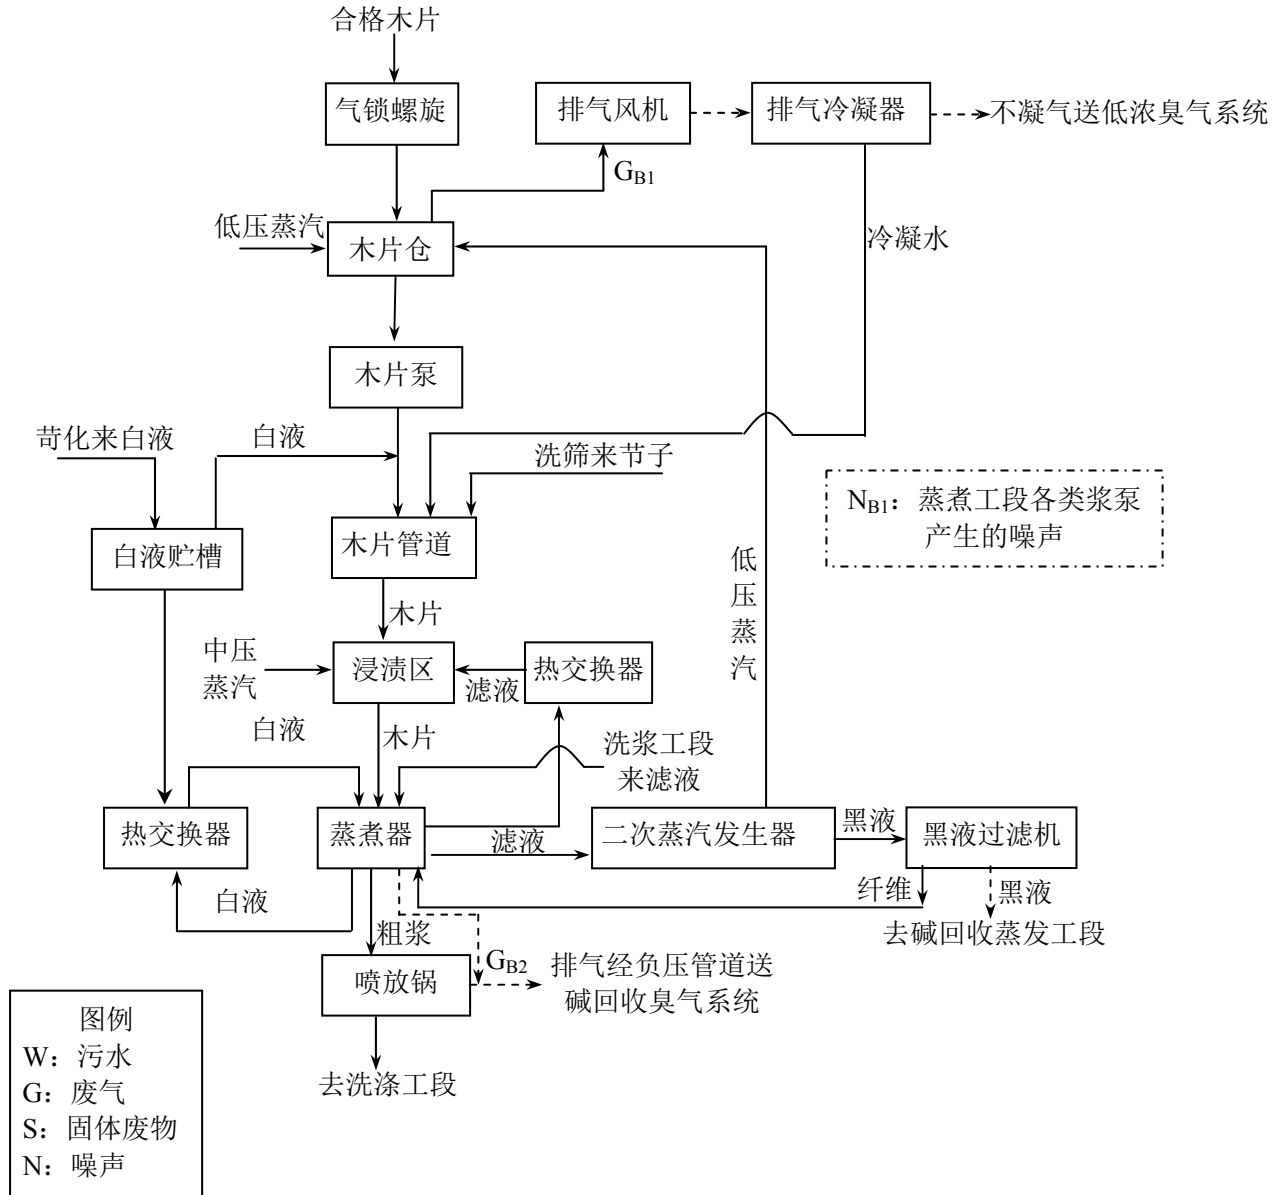 合格木片
气锁螺旋
排气风机
排气冷凝器
不凝气送低浓臭气系统
G_B1
低压蒸汽
木片仓
冷凝水
木片泵
苛化来白液
白液
洗筛来节子
N_B1：蒸煮工段各类浆泵
产生的噪声
白液贮槽
木片管道
低
压
蒸
汽
木片
中压
蒸汽
浸渍区
滤液
热交换器
白液
木片
洗浆工段
来滤液
热交换器
蒸煮器
滤液
二次蒸汽发生器
黑液
黑液过滤机
白液
纤维
黑液
粗浆
去碱回收蒸发工段
喷放锅
G_B2
排气经负压管道送
碱回收臭气系统
去洗涤工段
图例
W：污水
G：废气
S：固体废物
N：噪声